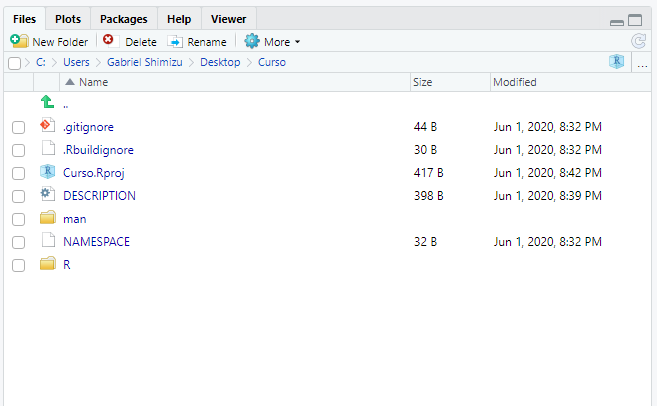 Files Plots Packages Help Viewer
New Folder Delete Rename More
C: Users Gabriel Shimizu Desktop Curso R ...
Name Size Modified
..
.gitignore 44 B Jun 1, 2020, 8:32 PM
.Rbuildignore 30 B Jun 1, 2020, 8:32 PM
Curso.Rproj 417 B Jun 1, 2020, 8:42 PM
DESCRIPTION 398 B Jun 1, 2020, 8:39 PM
man
NAMESPACE 32 B Jun 1, 2020, 8:32 PM
R